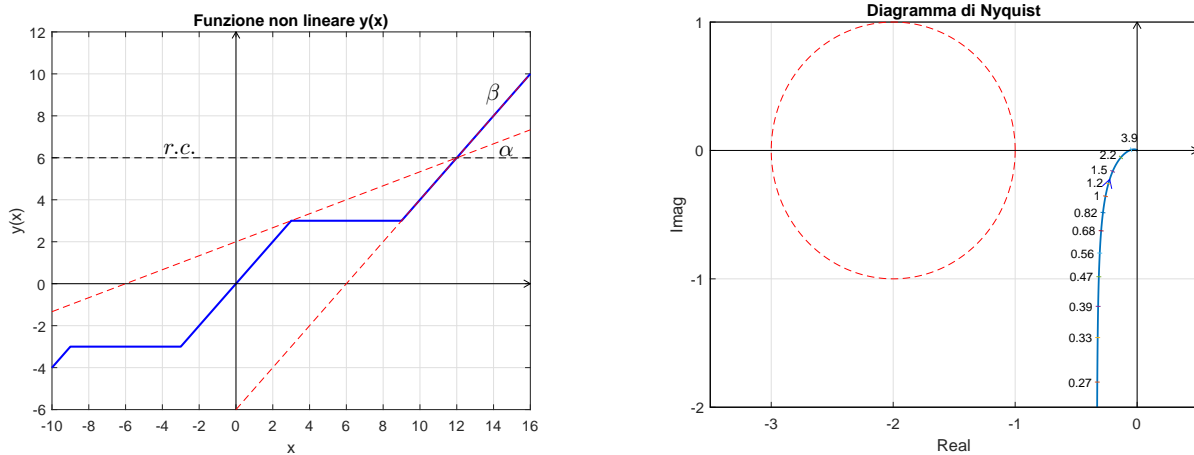 Funzione non lineare y(x)
12
10
8
6
4
2
0
-2
-4
-6
y(x)
β
r.c.
α
-10 -8 -6 -4 -2 0 2 4 6 8 10 12 14 16
x
Diagramma di Nyquist
1
0
-1
-2
Imag
3.9
2.2
1.5
1.2
1
0.82
0.68
0.56
0.47
0.39
0.33
0.27
-3 -2 -1 0
Real